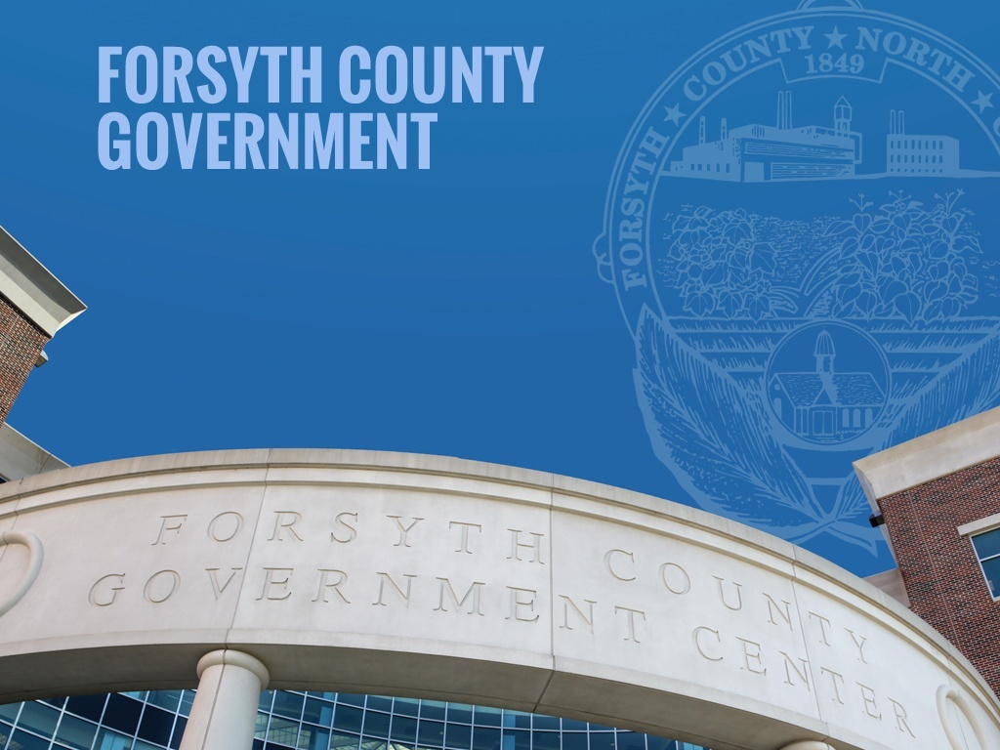 FORSYTH COUNTY
GOVERNMENT
FORSYTH ★ COUNTY ★ NORTH ★
1849
FORSYTH COUNTY
GOVERNMENT CENTER